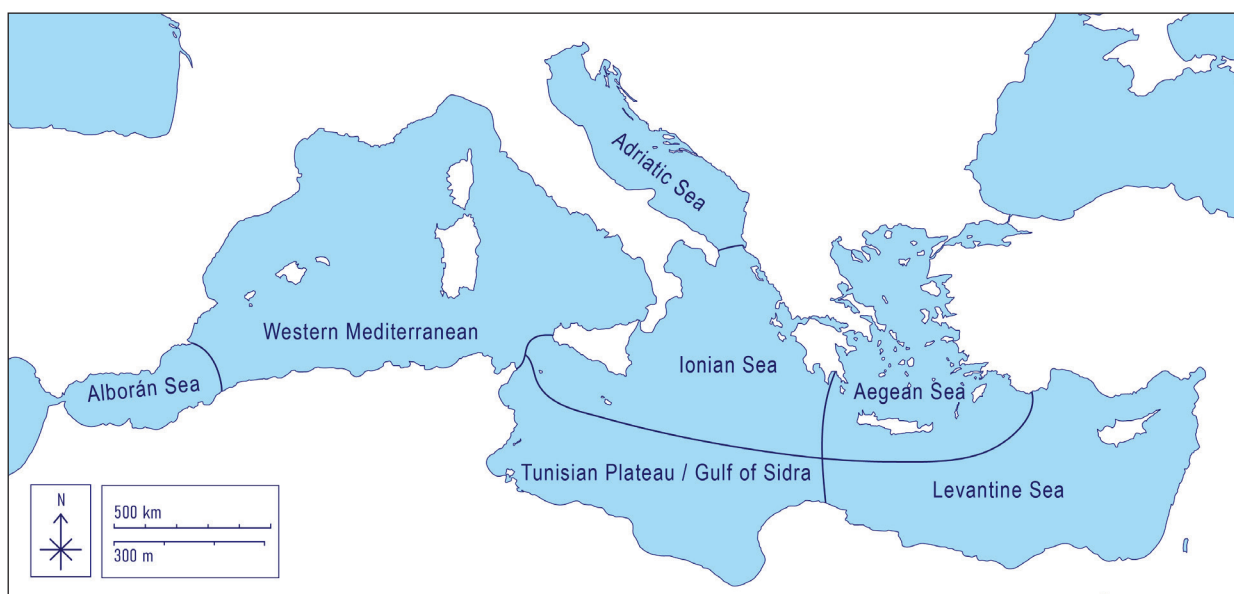 Adriatic Sea
Western Mediterranean
Ionian Sea
Alborán Sea
Aegean Sea
Tunisian Plateau / Gulf of Sidra
Levantine Sea
N
500 km
300 m